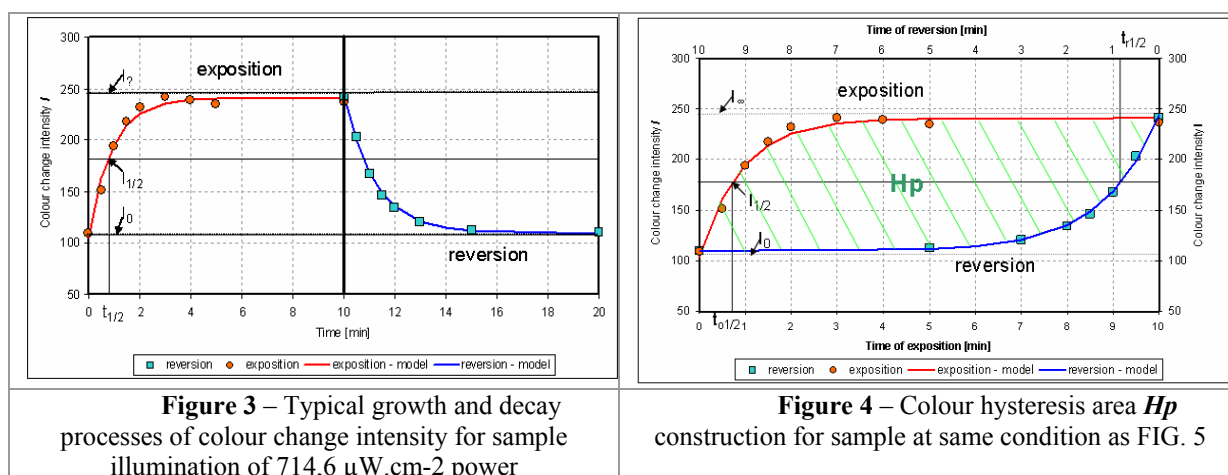 300
250
200
150
100
50
Colour change intensity I
I?
exposition
I1/2
I0
reversion
0 2 4 6 8 10 12 14 16 18 20
t1/2
Time [min]
reversion exposition exposition - model reversion - model
Figure 3 – Typical growth and decay
processes of colour change intensity for sample
illumination of 714.6 µW.cm-2 power
Time of reversion [min]
tr1/2
10 9 8 7 6 5 4 3 2 1 0
300 300
250 250
200 200
150 150
100 100
50 50
Colour change intensity I
Colour change intensity I
exposition
I∞
Hp
I1/2
I0
reversion
0 1 2 3 4 5 6 7 8 9 10
to1/2
Time of exposition [min]
reversion exposition exposition - model reversion - model
Figure 4 – Colour hysteresis area Hp
construction for sample at same condition as FIG. 5